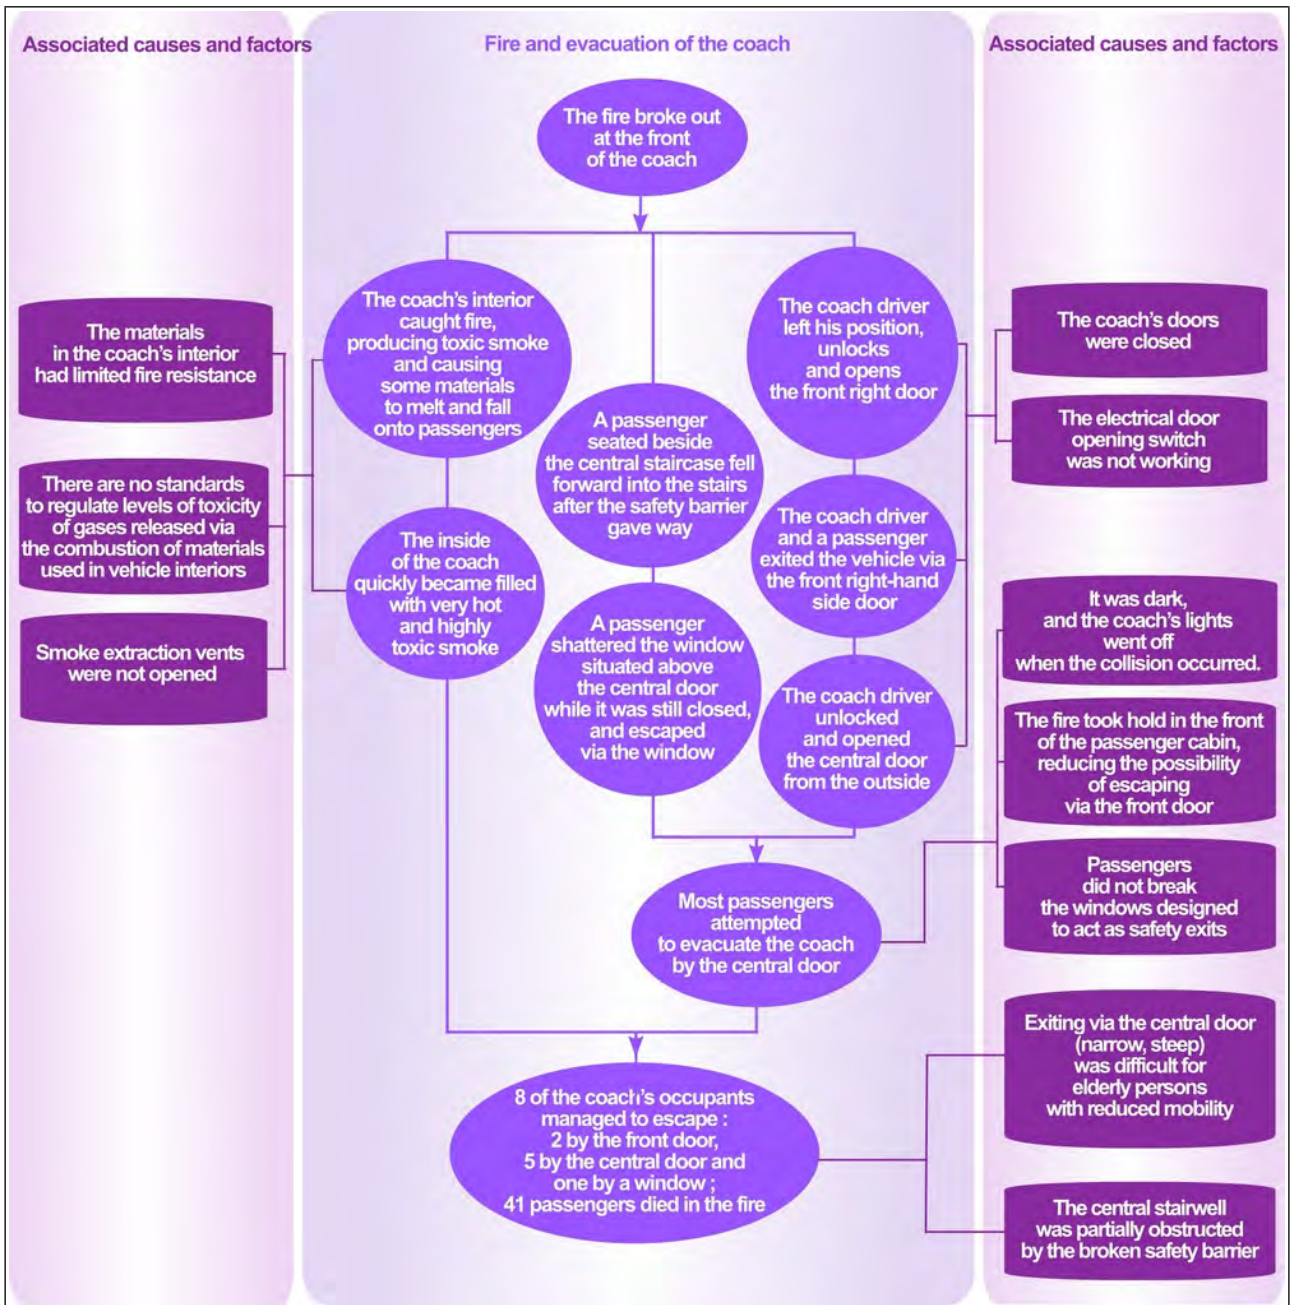 Associated causes and factors
Fire and evacuation of the coach
Associated causes and factors
The fire broke out
at the front
of the coach
The materials
in the coach's interior
had limited fire resistance
There are no standards
to regulate levels of toxicity
of gases released via
the combustion of materials
used in vehicle interiors
Smoke extraction vents
were not opened
The coach's interior
caught fire,
producing toxic smoke
and causing
some materials
to melt and fall
onto passengers
The inside
of the coach
quickly became filled
with very hot
and highly
toxic smoke
A passenger
seated beside
the central staircase fell
forward into the stairs
after the safety barrier
gave way
A passenger
shattered the window
situated above
the central door
while it was still closed,
and escaped
via the window
The coach driver
left his position,
unlocks
and opens
the front right door
The coach driver
and a passenger
exited the vehicle via
the front right-hand
side door
The coach driver
unlocked
and opened
the central door
from the outside
Most passengers
attempted
to evacuate the coach
by the central door
8 of the coach's occupants
managed to escape :
2 by the front door,
5 by the central door and
one by a window ;
41 passengers died in the fire
The coach's doors
were closed
The electrical door
opening switch
was not working
It was dark,
and the coach's lights
went off
when the collision occurred.
The fire took hold in the front
of the passenger cabin,
reducing the possibility
of escaping
via the front door
Passengers
did not break
the windows designed
to act as safety exits
Exiting via the central door
(narrow, steep)
was difficult for
elderly persons
with reduced mobility
The central stairwell
was partially obstructed
by the broken safety barrier